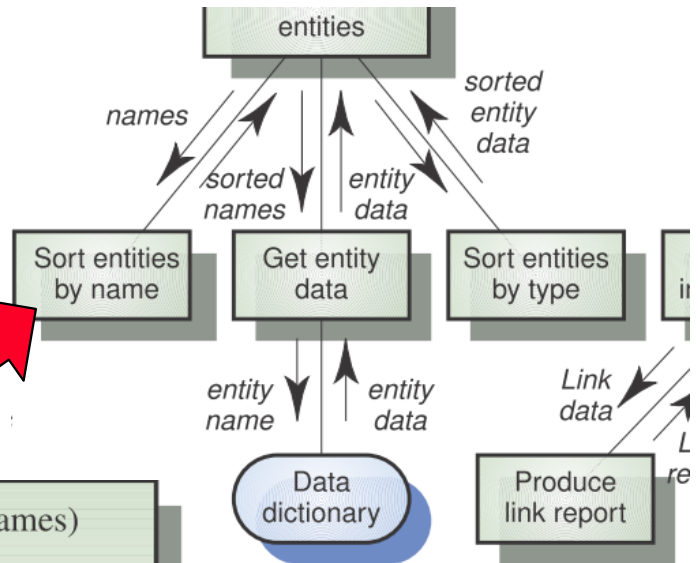 entities
names
sorted
entity
data
sorted
names
entity
data
Sort entities
by name
Get entity
data
Sort entities
by type
entity
name
entity
data
Link
data
Data
dictionary
Produce
link report
ames)